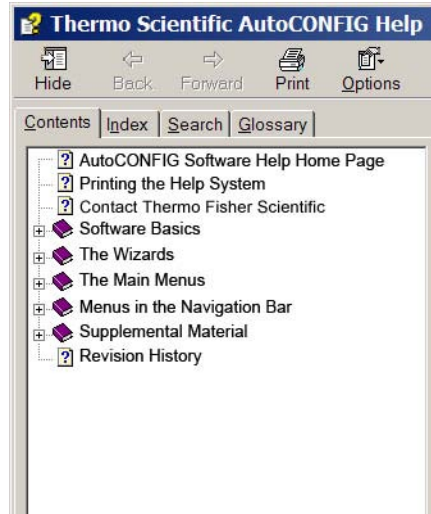 Thermo Scientific AutoCONFIG Help
Hide Back Forward Print Options
Contents Index Search Glossary
AutoCONFIG Software Help Home Page
Printing the Help System
Contact Thermo Fisher Scientific
Software Basics
The Wizards
The Main Menus
Menus in the Navigation Bar
Supplemental Material
Revision History